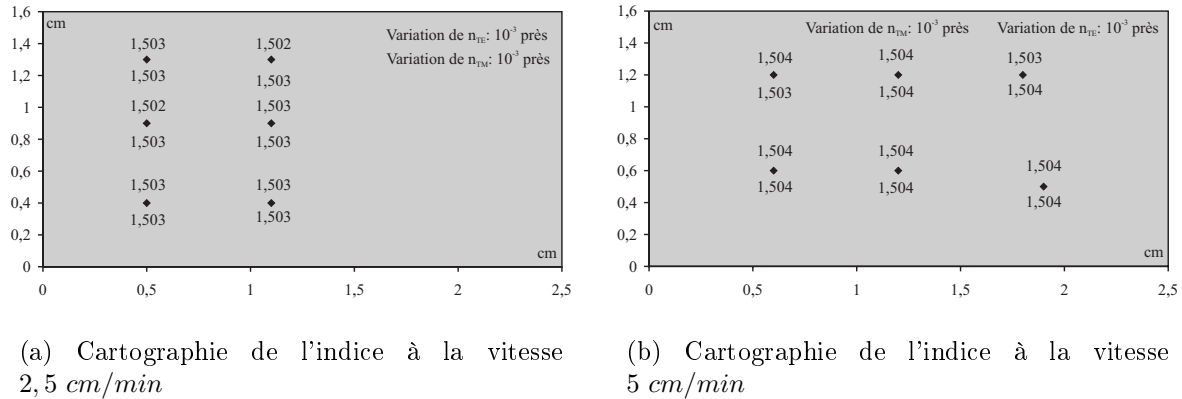 1,6
cm
1,4
1,2
1
0,8
0,6
0,4
0,2
0
Variation de n_TE: 10^-3 près
Variation de n_TM: 10^-3 près
1,503 1,502
1,503 1,503
1,502 1,503
1,503 1,503
1,503 1,503
1,503 1,503
cm
0 0,5 1 1,5 2 2,5
(a) Cartographie de l'indice à la vitesse
2, 5 cm/min
1,6
cm
1,4
1,2
1
0,8
0,6
0,4
0,2
0
Variation de n_TM: 10^-3 près Variation de n_TE: 10^-3 près
1,504 1,504 1,503
1,503 1,504 1,504
1,504 1,504 1,504
1,504 1,504 1,504
cm
0 0,5 1 1,5 2 2,5
(b) Cartographie de l'indice à la vitesse
5 cm/min